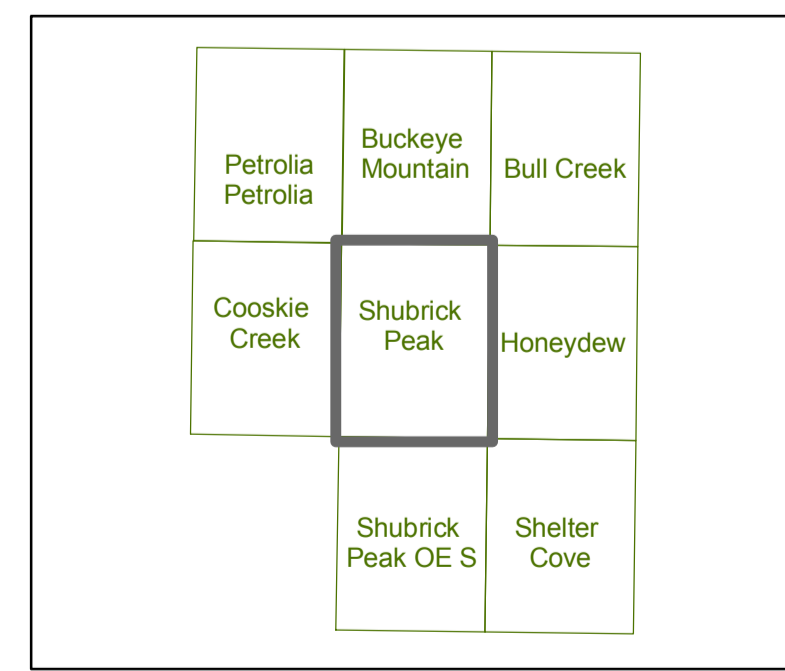 Petrolia
Petrolia
Buckeye
Mountain
Bull Creek
Cooskie
Creek
Shubrick
Peak
Honeydew
Shubrick
Peak OE S
Shelter
Cove